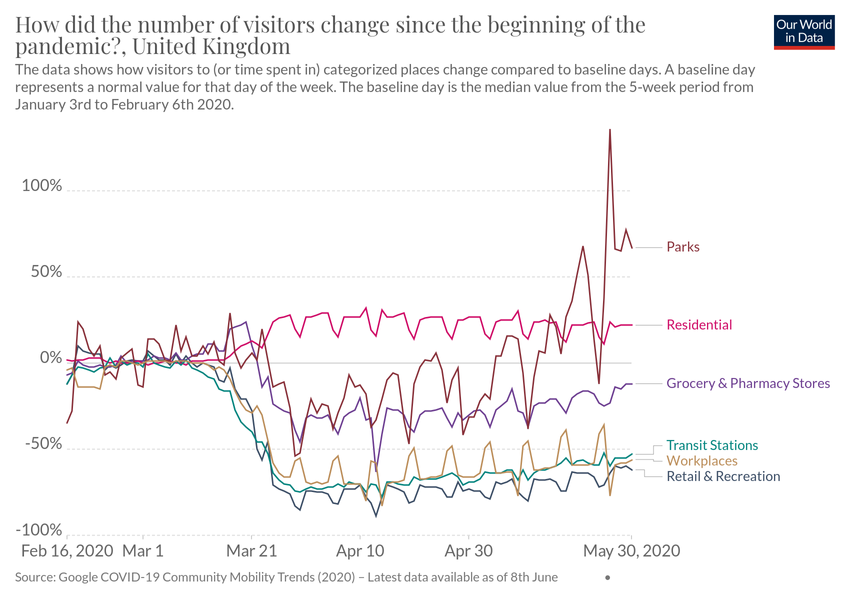 How did the number of visitors change since the beginning of the
pandemic?, United Kingdom
Our World
in Data
The data shows how visitors to (or time spent in) categorized places change compared to baseline days. A baseline day
represents a normal value for that day of the week. The baseline day is the median value from the 5-week period from
January 3rd to February 6th 2020.
100%
50%
0%
-50%
-100%
Parks
Residential
Grocery & Pharmacy Stores
Transit Stations
Workplaces
Retail & Recreation
Feb 16, 2020 Mar 1 Mar 21 Apr 10 Apr 30 May 30, 2020
Source: Google COVID-19 Community Mobility Trends (2020) – Latest data available as of 8th June •